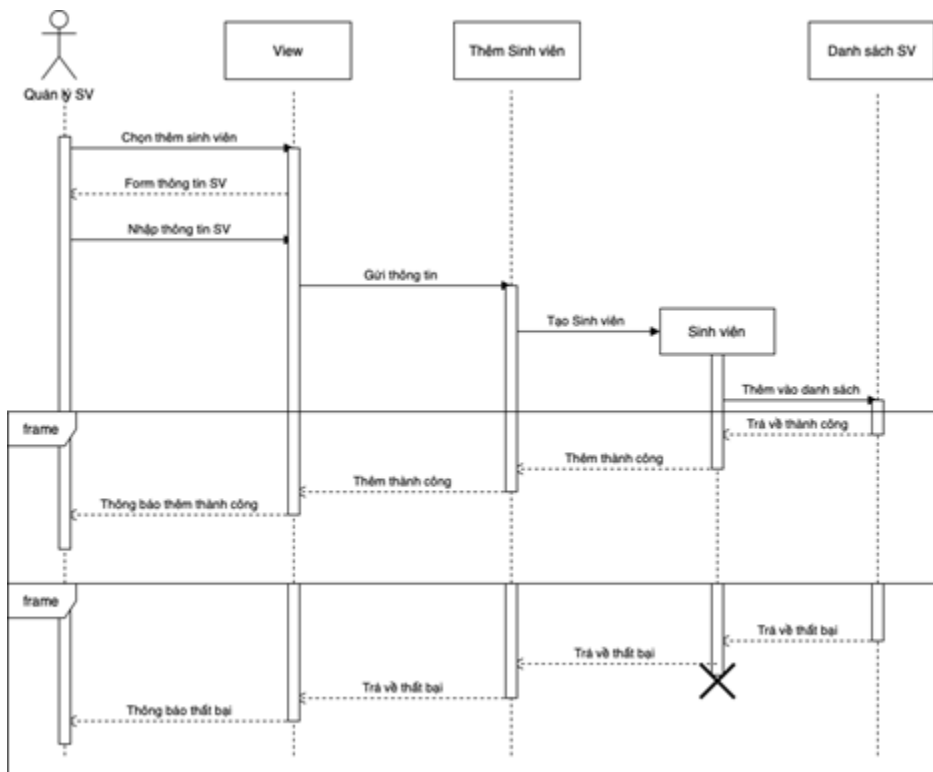 View
Thêm Sinh viên
Danh sách SV
Quản lý SV
Chọn thêm sinh viên
Form thông tin SV
Nhập thông tin SV
Gửi thông tin
Tạo Sinh viên
Sinh viên
Thêm vào danh sách
frame
Trả về thành công
Thêm thành công
Thêm thành công
Thông báo thêm thành công
frame
Trả về thất bại
Trả về thất bại
Trả về thất bại
Thông báo thất bại